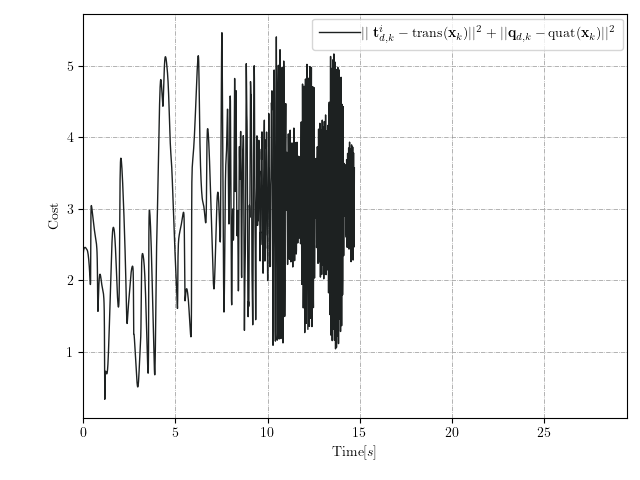 || t^i_{d,k} − trans(x_k)||² + ||q_{d,k} − quat(x_k)||²
5
4
3
2
1
Cost
0 5 10 15 20 25
Time[s]